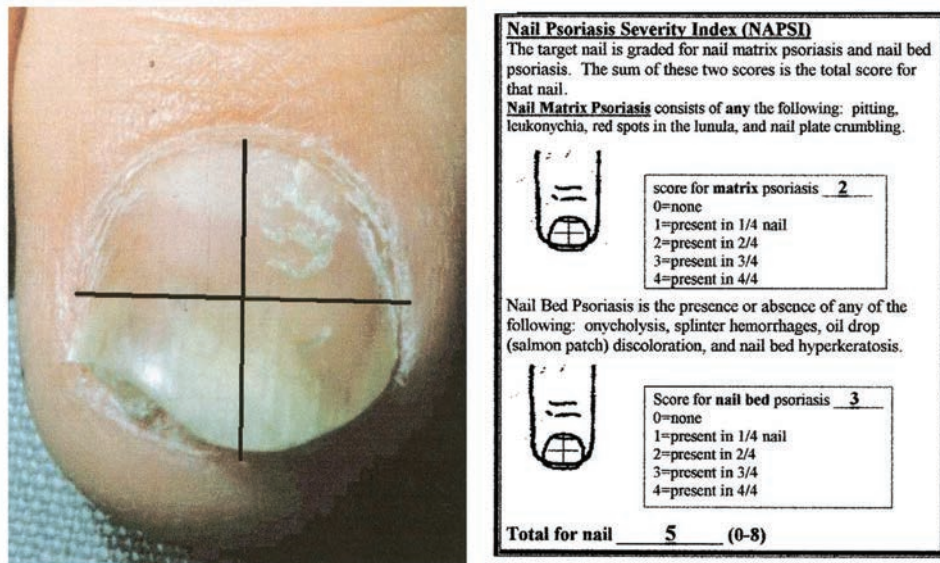 Nail Psoriasis Severity Index (NAPSI)
The target nail is graded for nail matrix psoriasis and nail bed
psoriasis. The sum of these two scores is the total score for
that nail.
Nail Matrix Psoriasis consists of any the following: pitting,
leukonychia, red spots in the lunula, and nail plate crumbling.
score for matrix psoriasis 2
0=none
1=present in 1/4 nail
2=present in 2/4
3=present in 3/4
4=present in 4/4
Nail Bed Psoriasis is the presence or absence of any of the
following: onycholysis, splinter hemorrhages, oil drop
(salmon patch) discoloration, and nail bed hyperkeratosis.
Score for nail bed psoriasis 3
0=none
1=present in 1/4 nail
2=present in 2/4
3=present in 3/4
4=present in 4/4
Total for nail 5 (0-8)